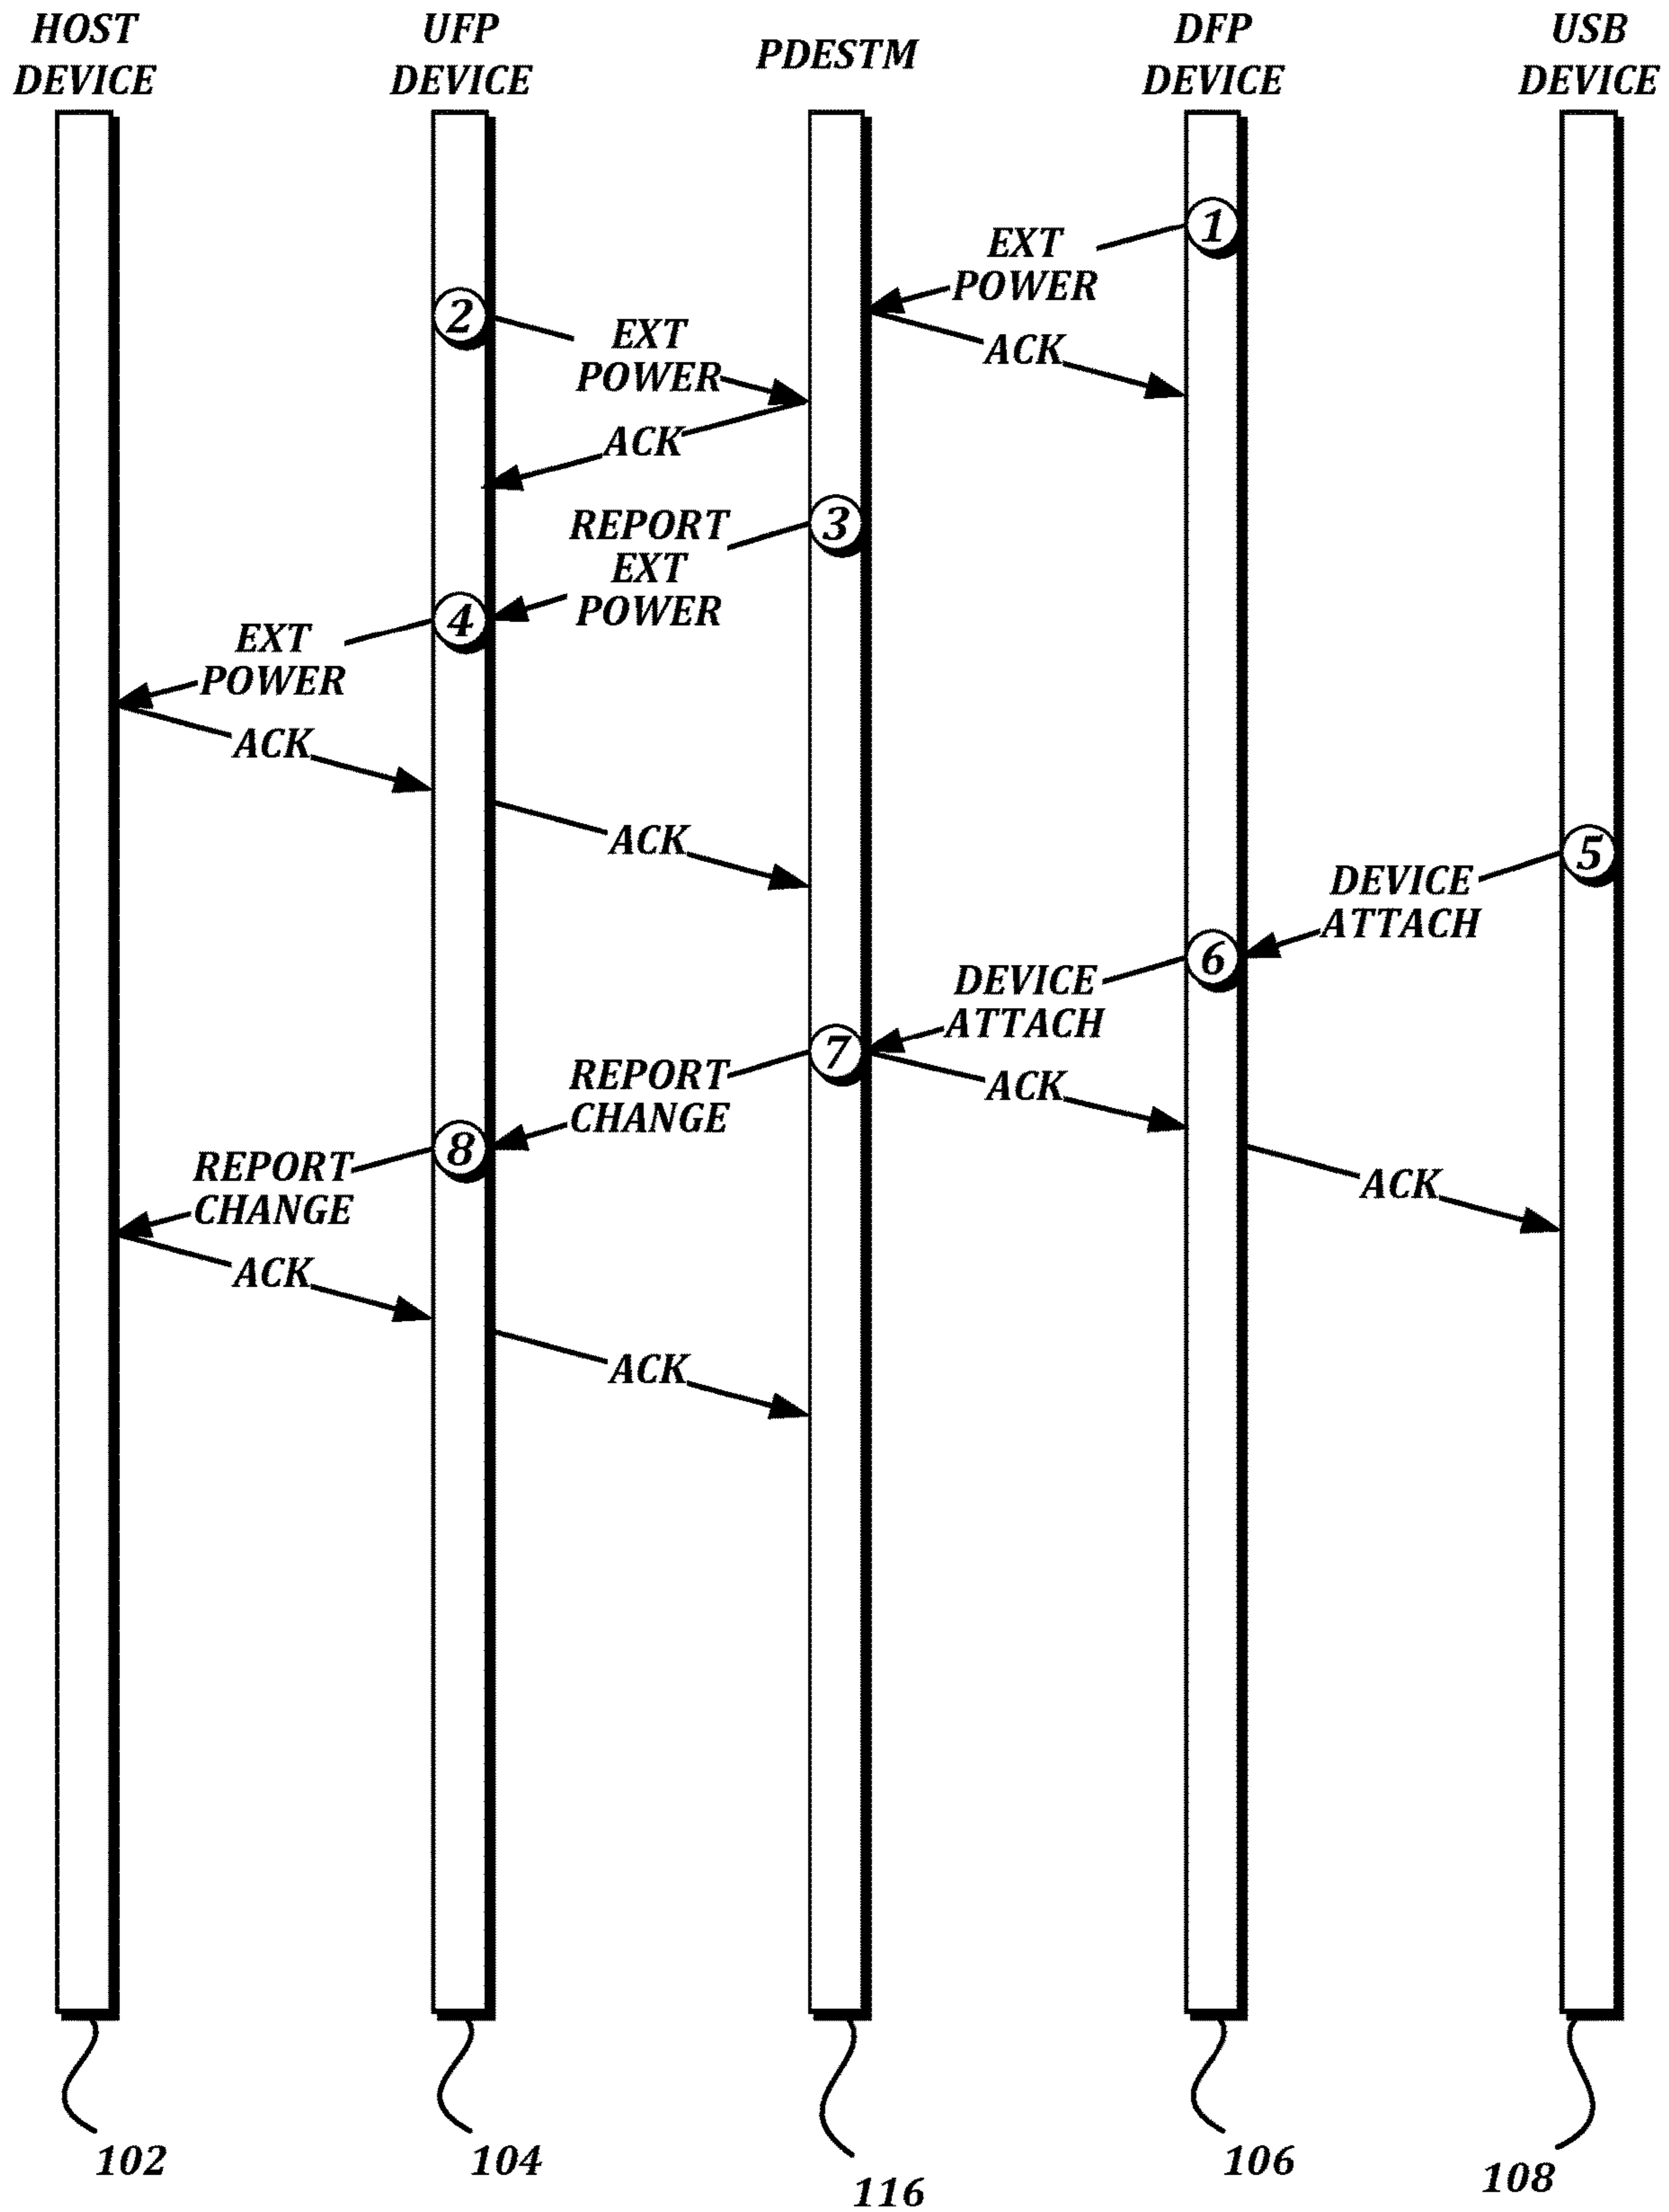 HOST
DEVICE
UFP
DEVICE
PDESTM
DFP
DEVICE
USB
DEVICE
1
EXT
POWER
ACK
2
EXT
POWER
ACK
3
REPORT
EXT
POWER
4
EXT
POWER
ACK
ACK
5
DEVICE
ATTACH
6
DEVICE
ATTACH
7
ACK
REPORT
CHANGE
8
ACK
REPORT
CHANGE
ACK
ACK
102
104
116
106
108